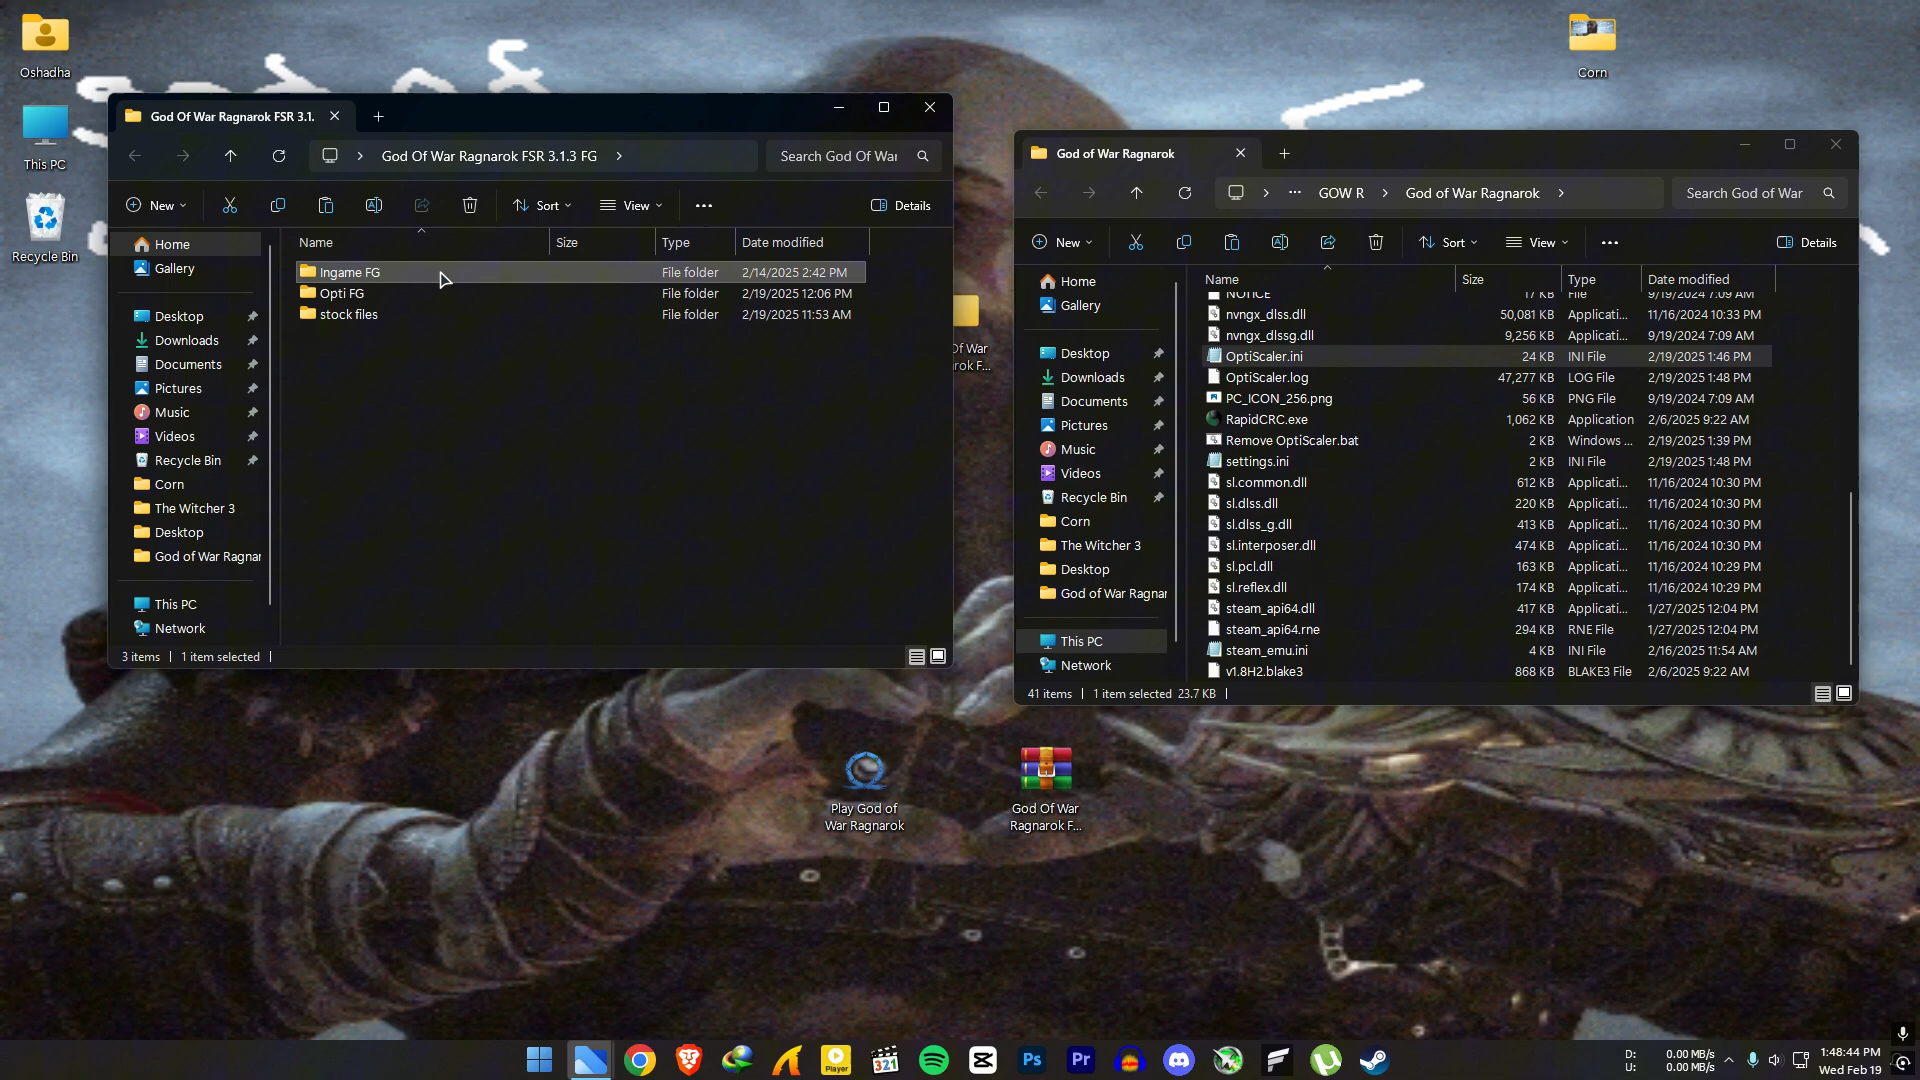 Oshadha
This PC
Recycle Bin
Corn
God Of War Ragnarok FSR 3.1.
God Of War Ragnarok FSR 3.1.3 FG
Search God Of War
New
Sort
View
Details
Name
Size
Type
Date modified
Ingame FG File folder 2/14/2025 2:42 PM
Opti FG File folder 2/19/2025 12:06 PM
stock files File folder 2/19/2025 11:53 AM
Home
Gallery
Desktop
Downloads
Documents
Pictures
Music
Videos
Recycle Bin
Corn
The Witcher 3
Desktop
God of War Ragnar
This PC
Network
3 items
1 item selected
Of War
rok F...
God of War Ragnarok
...
GOW R
God of War Ragnarok
Search God of War
New
Sort
View
Details
Name
Size
Type
Date modified
NOTICE 17 KB File 9/19/2024 7:09 AM
nvngx_dlss.dll 50,081 KB Applicati... 11/16/2024 10:33 PM
nvngx_dlssg.dll 9,256 KB Applicati... 9/19/2024 7:09 AM
OptiScaler.ini 24 KB INI File 2/19/2025 1:46 PM
OptiScaler.log 47,277 KB LOG File 2/19/2025 1:48 PM
PC_ICON_256.png 56 KB PNG File 9/19/2024 7:09 AM
RapidCRC.exe 1,062 KB Application 2/6/2025 9:22 AM
Remove OptiScaler.bat 2 KB Windows ... 2/19/2025 1:39 PM
settings.ini 2 KB INI File 2/19/2025 1:48 PM
sl.common.dll 612 KB Applicati... 11/16/2024 10:30 PM
sl.dlss.dll 220 KB Applicati... 11/16/2024 10:30 PM
sl.dlss_g.dll 413 KB Applicati... 11/16/2024 10:30 PM
sl.interposer.dll 474 KB Applicati... 11/16/2024 10:30 PM
sl.pcl.dll 163 KB Applicati... 11/16/2024 10:29 PM
sl.reflex.dll 174 KB Applicati... 11/16/2024 10:29 PM
steam_api64.dll 417 KB Applicati... 1/27/2025 12:04 PM
steam_api64.rne 294 KB RNE File 1/27/2025 12:04 PM
steam_emu.ini 4 KB INI File 2/16/2025 11:54 AM
v1.8H2.blake3 868 KB BLAKE3 File 2/6/2025 9:22 AM
Home
Gallery
Desktop
Downloads
Documents
Pictures
Music
Videos
Recycle Bin
Corn
The Witcher 3
Desktop
God of War Ragnar
This PC
Network
41 items
1 item selected 23.7 KB
Play God of
War Ragnarok
God Of War
Ragnarok F...
Player
321
Ps
Pr
D: 0.00 MB/s
U: 0.00 MB/s
1:48:44 PM
Wed Feb 19